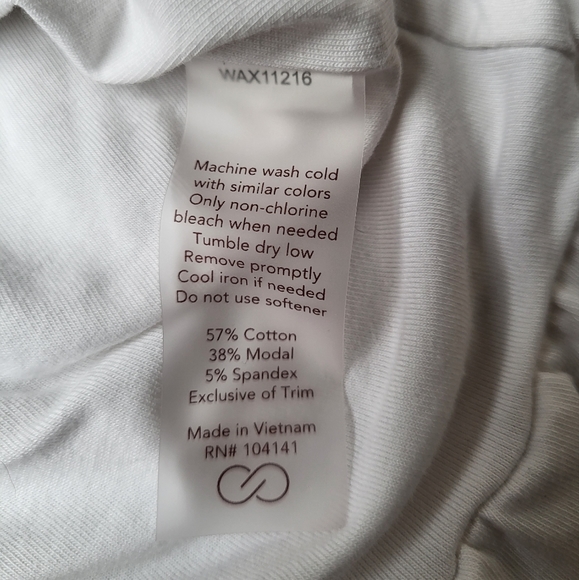 WAX11216
Machine wash cold
with similar colors
Only non-chlorine
bleach when needed
Tumble dry low
Remove promptly
Cool iron if needed
Do not use softener
57% Cotton
38% Modal
5% Spandex
Exclusive of Trim
Made in Vietnam
RN# 104141